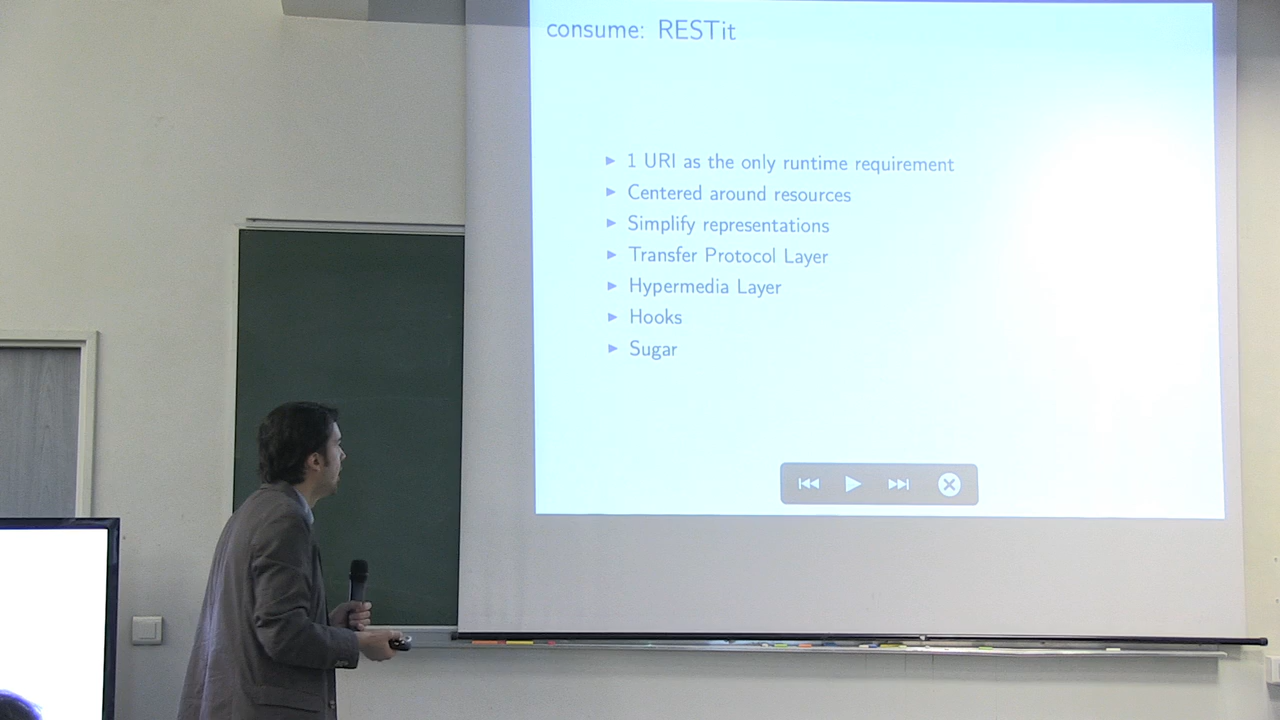 consume: RESTit
1 URI as the only runtime requirement
Centered around resources
Simplify representations
Transfer Protocol Layer
Hypermedia Layer
Hooks
Sugar